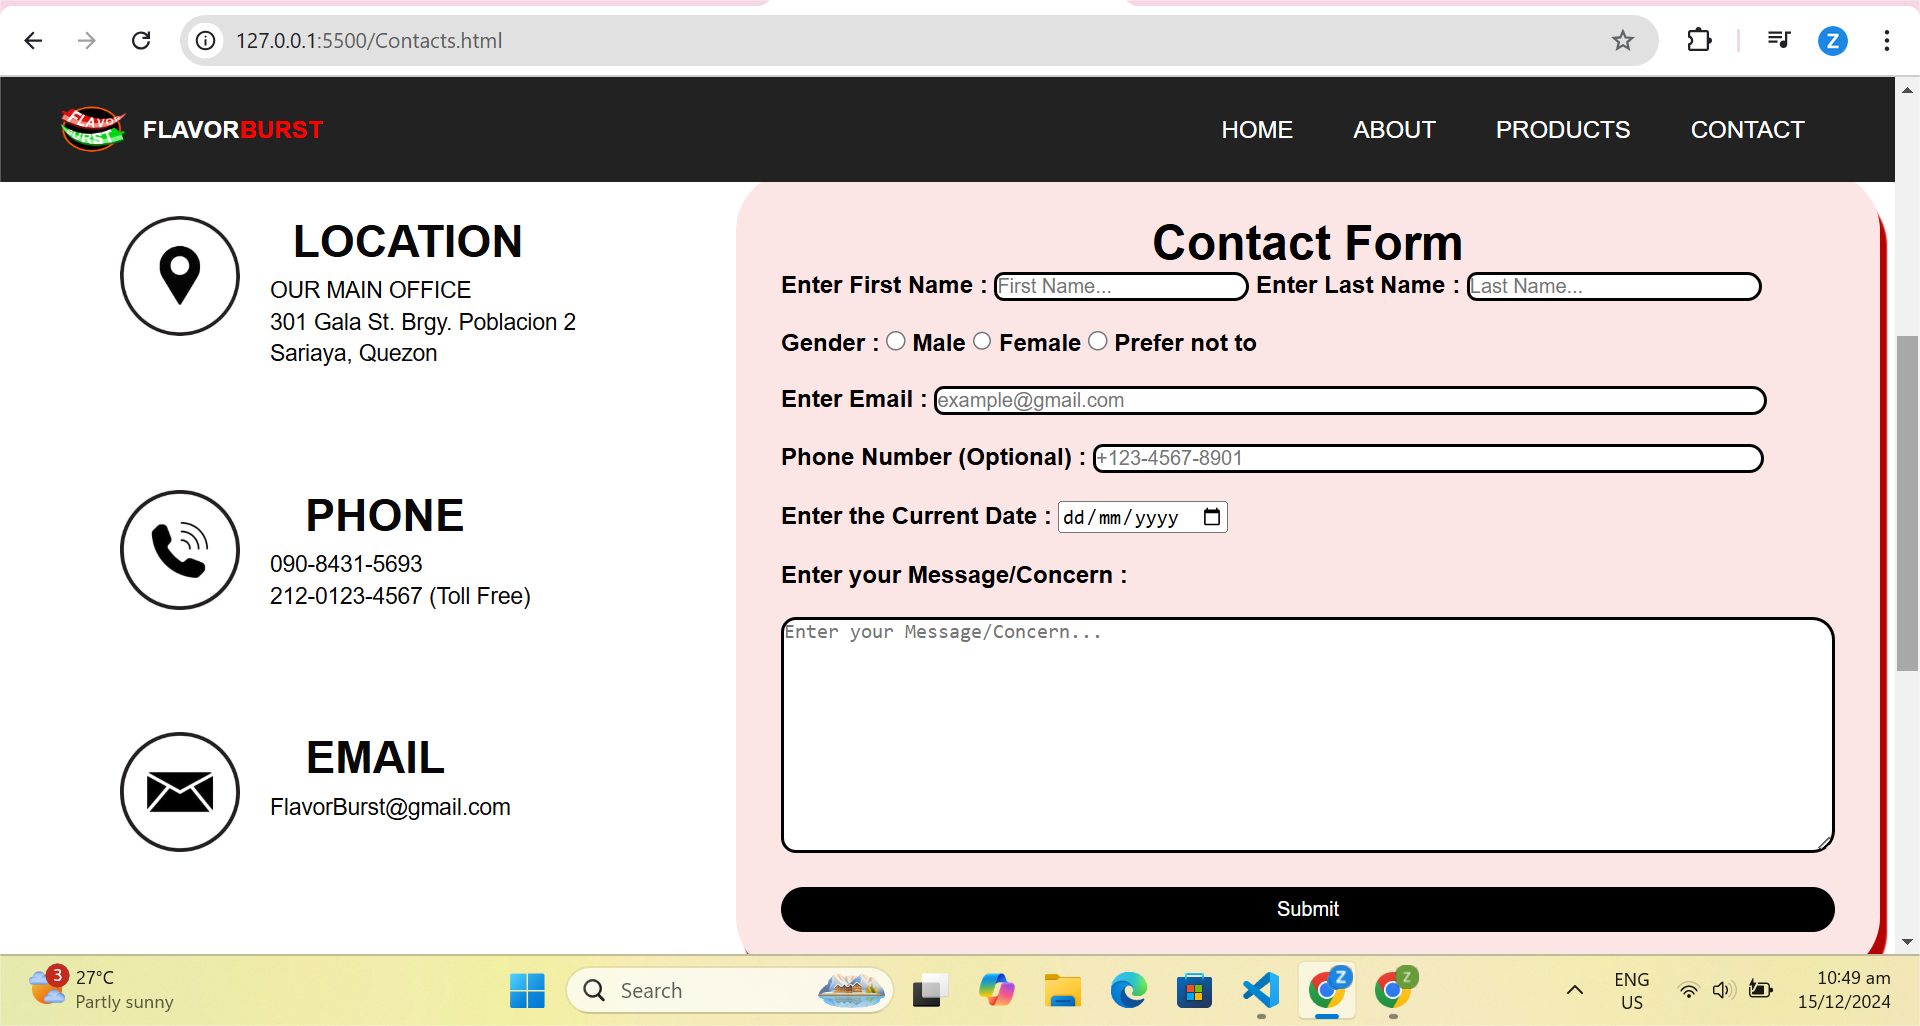 127.0.0.1:5500/Contacts.html
Z
FLAVOR
BURST
FLAVORBURST
HOME ABOUT PRODUCTS CONTACT
LOCATION
OUR MAIN OFFICE
301 Gala St. Brgy. Poblacion 2
Sariaya, Quezon
PHONE
090-8431-5693
212-0123-4567 (Toll Free)
EMAIL
FlavorBurst@gmail.com
Contact Form
Enter First Name : First Name... Enter Last Name : Last Name...
Gender : Male Female Prefer not to
Enter Email : example@gmail.com
Phone Number (Optional) : +123-4567-8901
Enter the Current Date : dd/mm/yyyy
Enter your Message/Concern :
Enter your Message/Concern...
Submit
3
27°C
Partly sunny
Search
Z
Z
ENG
US
10:49 am
15/12/2024